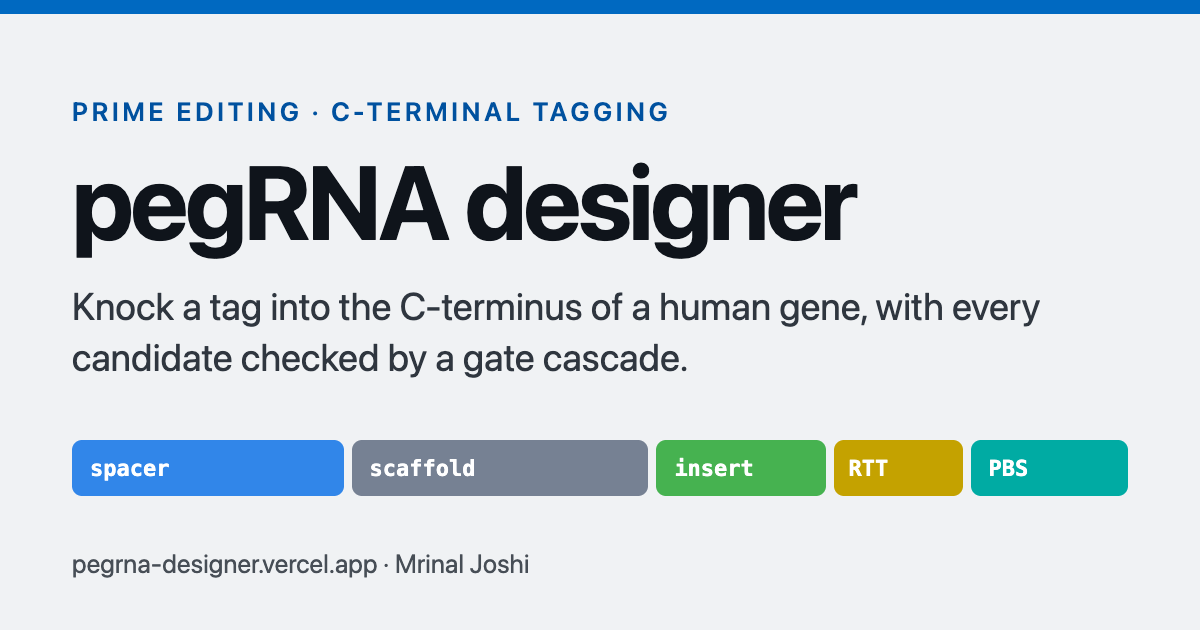 PRIME EDITING · C-TERMINAL TAGGING
pegRNA designer
Knock a tag into the C-terminus of a human gene, with every
candidate checked by a gate cascade.
spacer scaffold insert RTT PBS
pegrna-designer.vercel.app · Mrinal Joshi